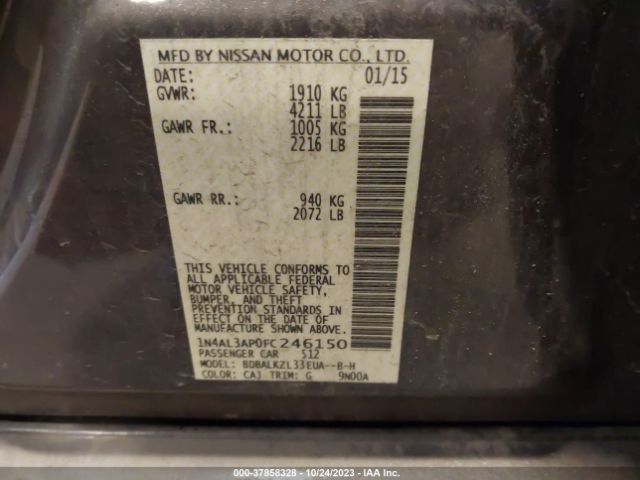 MFD BY NISSAN MOTOR CO., LTD.
DATE: 01/15
GVWR: 1910 KG
4211 LB
GAWR FR.: 1005 KG
2216 LB
GAWR RR.: 940 KG
2072 LB
THIS VEHICLE CONFORMS TO
ALL APPLICABLE FEDERAL
MOTOR VEHICLE SAFETY,
BUMPER, AND THEFT
PREVENTION STANDARDS IN
EFFECT ON THE DATE OF
MANUFACTURE SHOWN ABOVE.
1N4AL3AP0FC246150
PASSENGER CAR 512
MODEL: BDBALKZL33EUA--B-H
COLOR: CAJ TRIM: G 9N00A
000-37858328 - 10/24/2023 - IAA Inc.